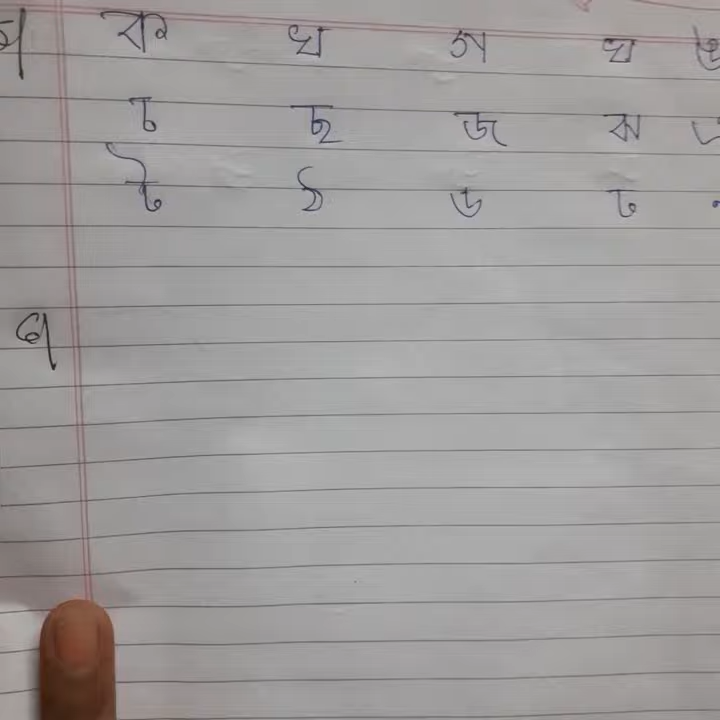 ক খ গ ঘ
চ ছ জ ঝ
ট ঠ ড ঢ